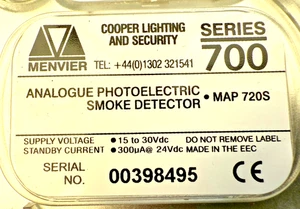 COOPER LIGHTING
AND SECURITY
MENVIER
TEL: +44(0)1302 321541
SERIES
700
ANALOGUE PHOTOELECTRIC
SMOKE DETECTOR • MAP 720S
SUPPLY VOLTAGE • 15 to 30Vdc DO NOT REMOVE LABEL
STANDBY CURRENT • 300uA@ 24Vdc MADE IN THE EEC
SERIAL
NO. 00398495 CE